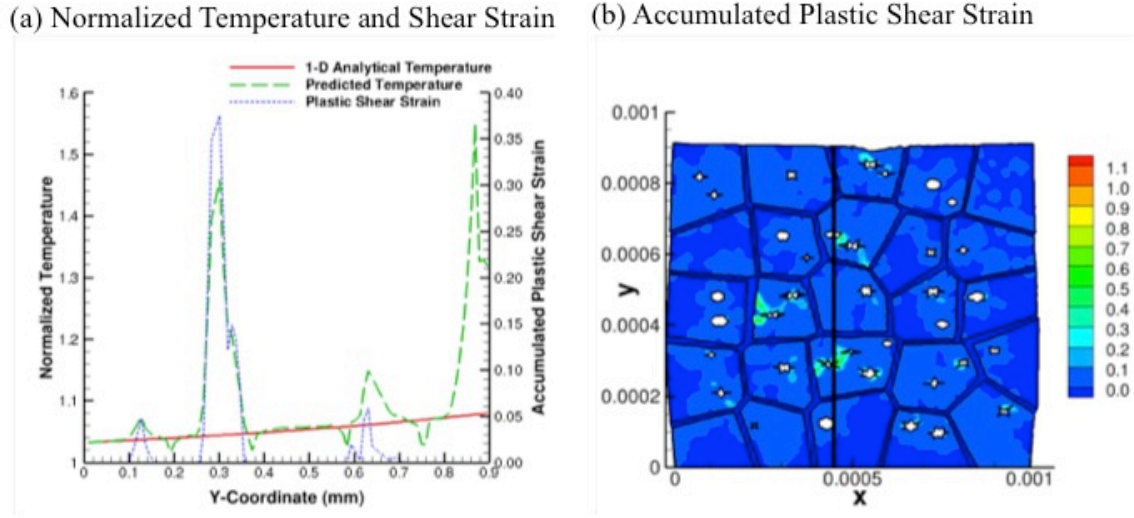 (a) Normalized Temperature and Shear Strain
(b) Accumulated Plastic Shear Strain
1-D Analytical Temperature
Predicted Temperature
Plastic Shear Strain
1.6
1.5
1.4
1.3
1.2
1.1
1
Normalized Temperature
0.40
0.35
0.30
0.25
0.20
0.15
0.10
0.05
0.00
Accumulated Plastic Shear Strain
0 0.1 0.2 0.3 0.4 0.5 0.6 0.7 0.8 0.9
Y-Coordinate (mm)
0.001
0.0008
0.0006
0.0004
0.0002
0
y
0 0.0005 0.001
x
1.1
1.0
0.9
0.8
0.7
0.6
0.5
0.4
0.3
0.2
0.1
0.0